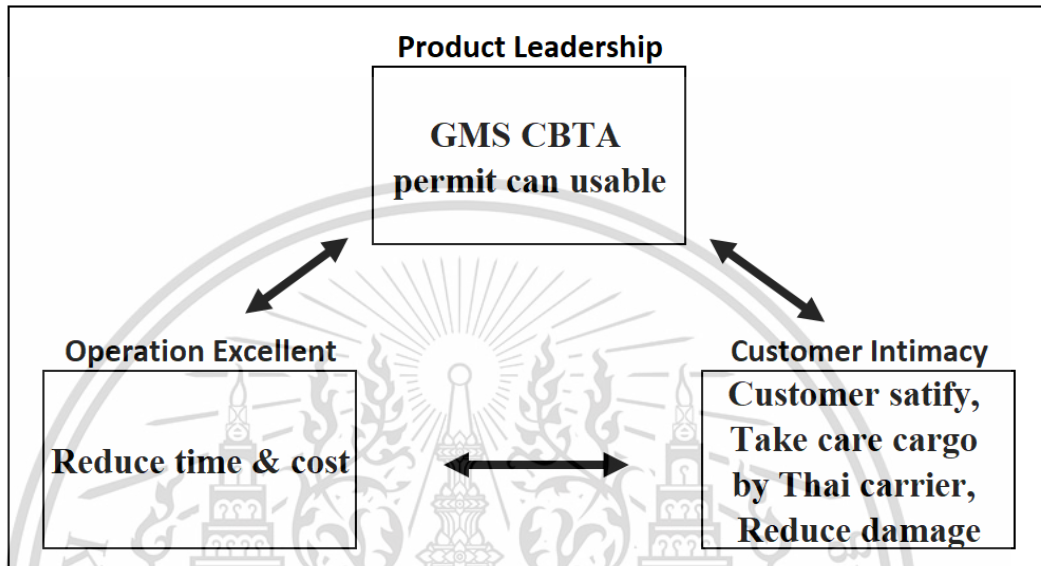 Product Leadership
GMS CBTA
permit can usable
Operation Excellent
Reduce time & cost
Customer Intimacy
Customer satify,
Take care cargo
by Thai carrier,
Reduce damage